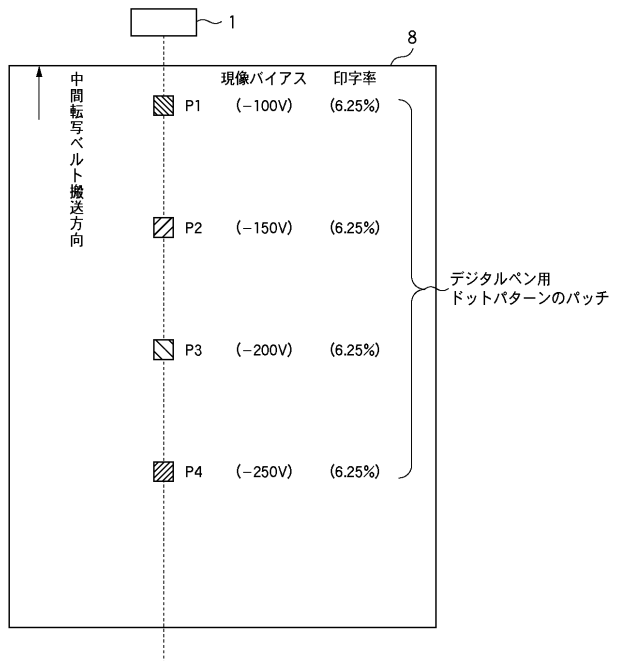 1
8
中間転写ベルト搬送方向
現像バイアス 印字率
P1 (−100V) (6.25%)
P2 (−150V) (6.25%)
P3 (−200V) (6.25%)
P4 (−250V) (6.25%)
デジタルペン用
ドットパターンのパッチ